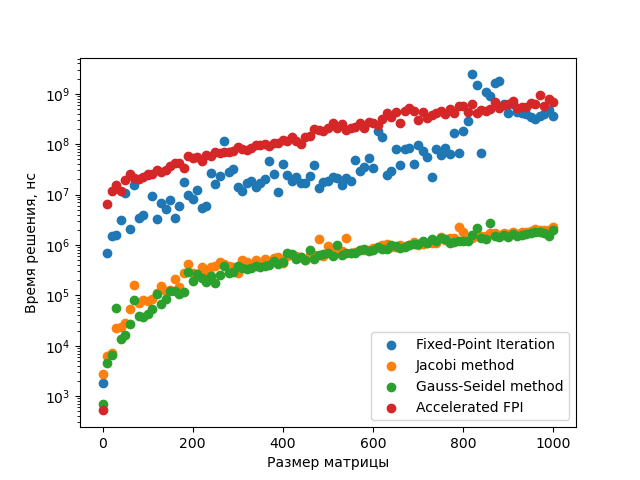 10⁹
10⁸
10⁷
10⁶
10⁵
10⁴
10³
Время решения, нс
0 200 400 600 800 1000
Размер матрицы
Fixed-Point Iteration
Jacobi method
Gauss-Seidel method
Accelerated FPI